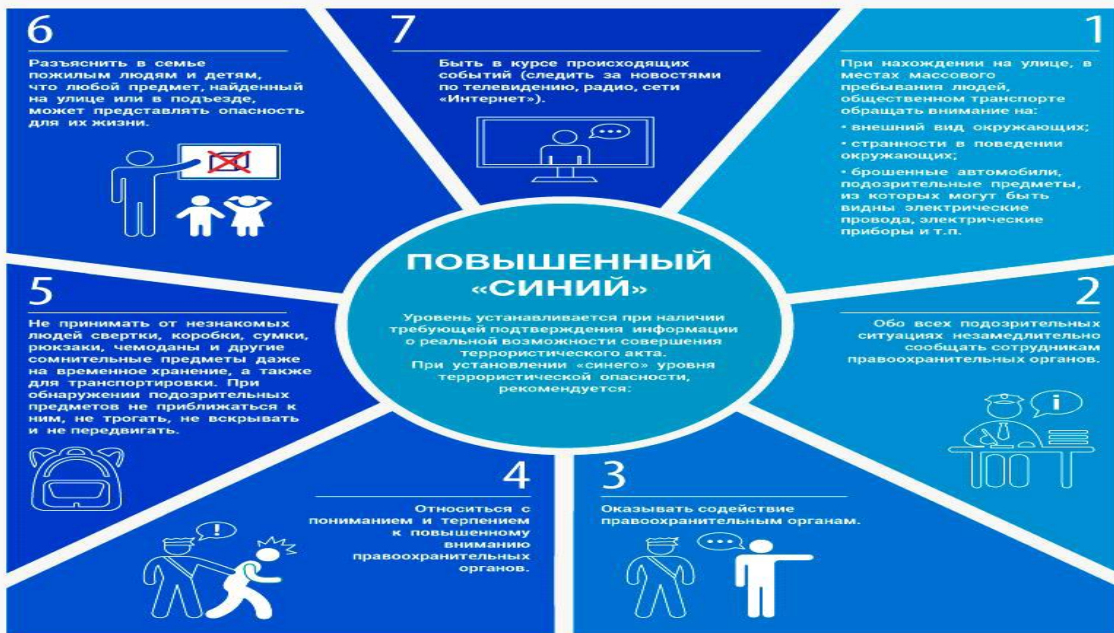 ПОВЫШЕННЫЙ
«СИНИЙ»
Уровень устанавливается при наличии
требующей подтверждения информации
о реальной возможности совершения
террористического акта.
При установлении «синего» уровня
террористической опасности,
рекомендуется:
1
При нахождении на улице, в
местах массового
пребывания людей,
общественном транспорте
обращать внимание на:
• внешний вид окружающих;
• странности в поведении
окружающих;
• брошенные автомобили,
подозрительные предметы,
из которых могут быть
видны электрические
провода, электрические
приборы и т.п.
2
Обо всех подозрительных
ситуациях незамедлительно
сообщать сотрудникам
правоохранительных органов.
i
3
Оказывать содействие
правоохранительным органам.
4
Относиться с
пониманием и терпением
к повышенному
вниманию
правоохранительных
органов.
!
5
Не принимать от незнакомых
людей свертки, коробки, сумки,
рюкзаки, чемоданы и другие
сомнительные предметы даже
на временное хранение, а также
для транспортировки. При
обнаружении подозрительных
предметов не приближаться к
ним, не трогать, не вскрывать
и не передвигать.
6
Разъяснить в семье
пожилым людям и детям,
что любой предмет, найденный
на улице или в подъезде,
может представлять опасность
для их жизни.
7
Быть в курсе происходящих
событий (следить за новостями
по телевидению, радио, сети
«Интернет»).